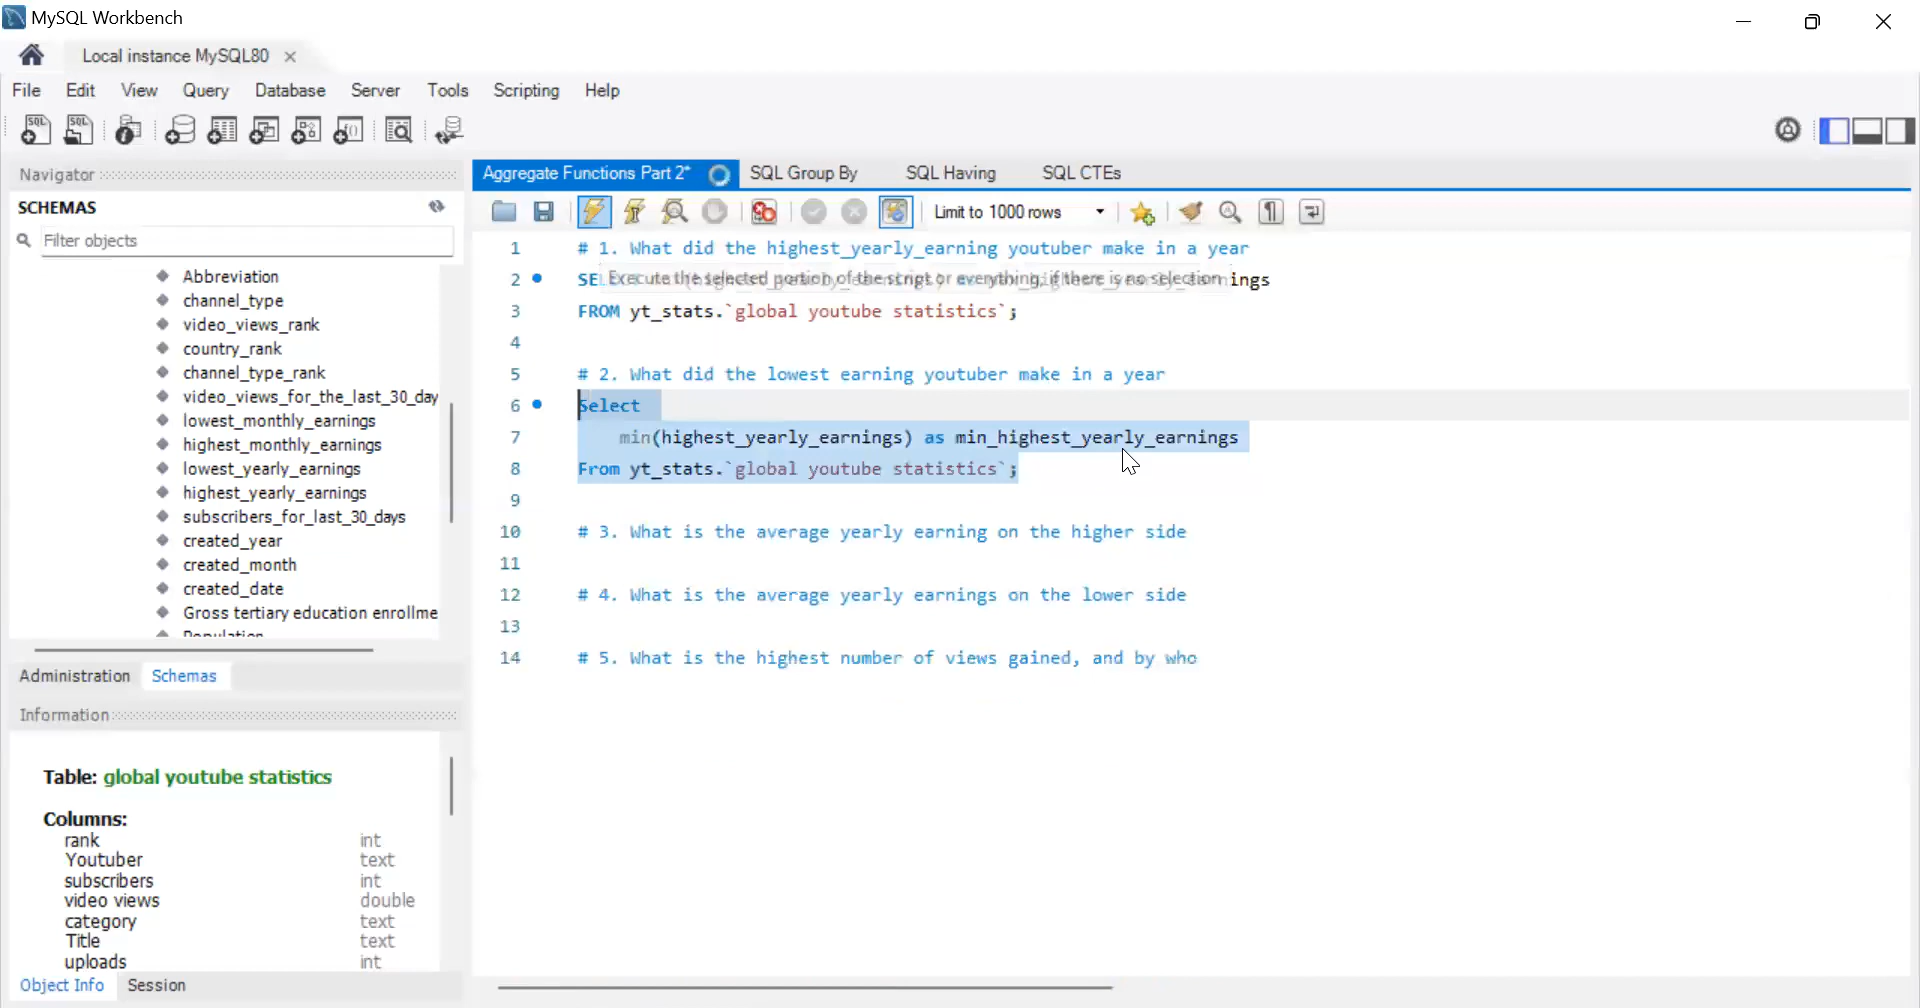 MySQL Workbench
Local instance MySQL80
File Edit View Query Database Server Tools Scripting Help
SQL SQL
Navigator
SCHEMAS
Filter objects
Abbreviation
channel_type
video_views_rank
country_rank
channel_type_rank
video_views_for_the_last_30_day
lowest_monthly_earnings
highest_monthly_earnings
lowest_yearly_earnings
highest_yearly_earnings
subscribers_for_last_30_days
created_year
created_month
created_date
Gross tertiary education enrollme
Administration Schemas
Information
Table: global youtube statistics
Columns:
rank int
Youtuber text
subscribers int
video views double
category text
Title text
uploads int
Object Info Session
Aggregate Functions Part 2* SQL Group By SQL Having SQL CTEs
Limit to 1000 rows
1 # 1. What did the highest_yearly_earning youtuber make in a year
2 SEL Execute the selected portion of the script or everything, if there is no selection ings
3 FROM yt_stats.`global youtube statistics`;
4
5 # 2. What did the lowest earning youtuber make in a year
6 Select
7 min(highest_yearly_earnings) as min_highest_yearly_earnings
8 From yt_stats.`global youtube statistics`;
9
10 # 3. What is the average yearly earning on the higher side
11
12 # 4. What is the average yearly earnings on the lower side
13
14 # 5. What is the highest number of views gained, and by who